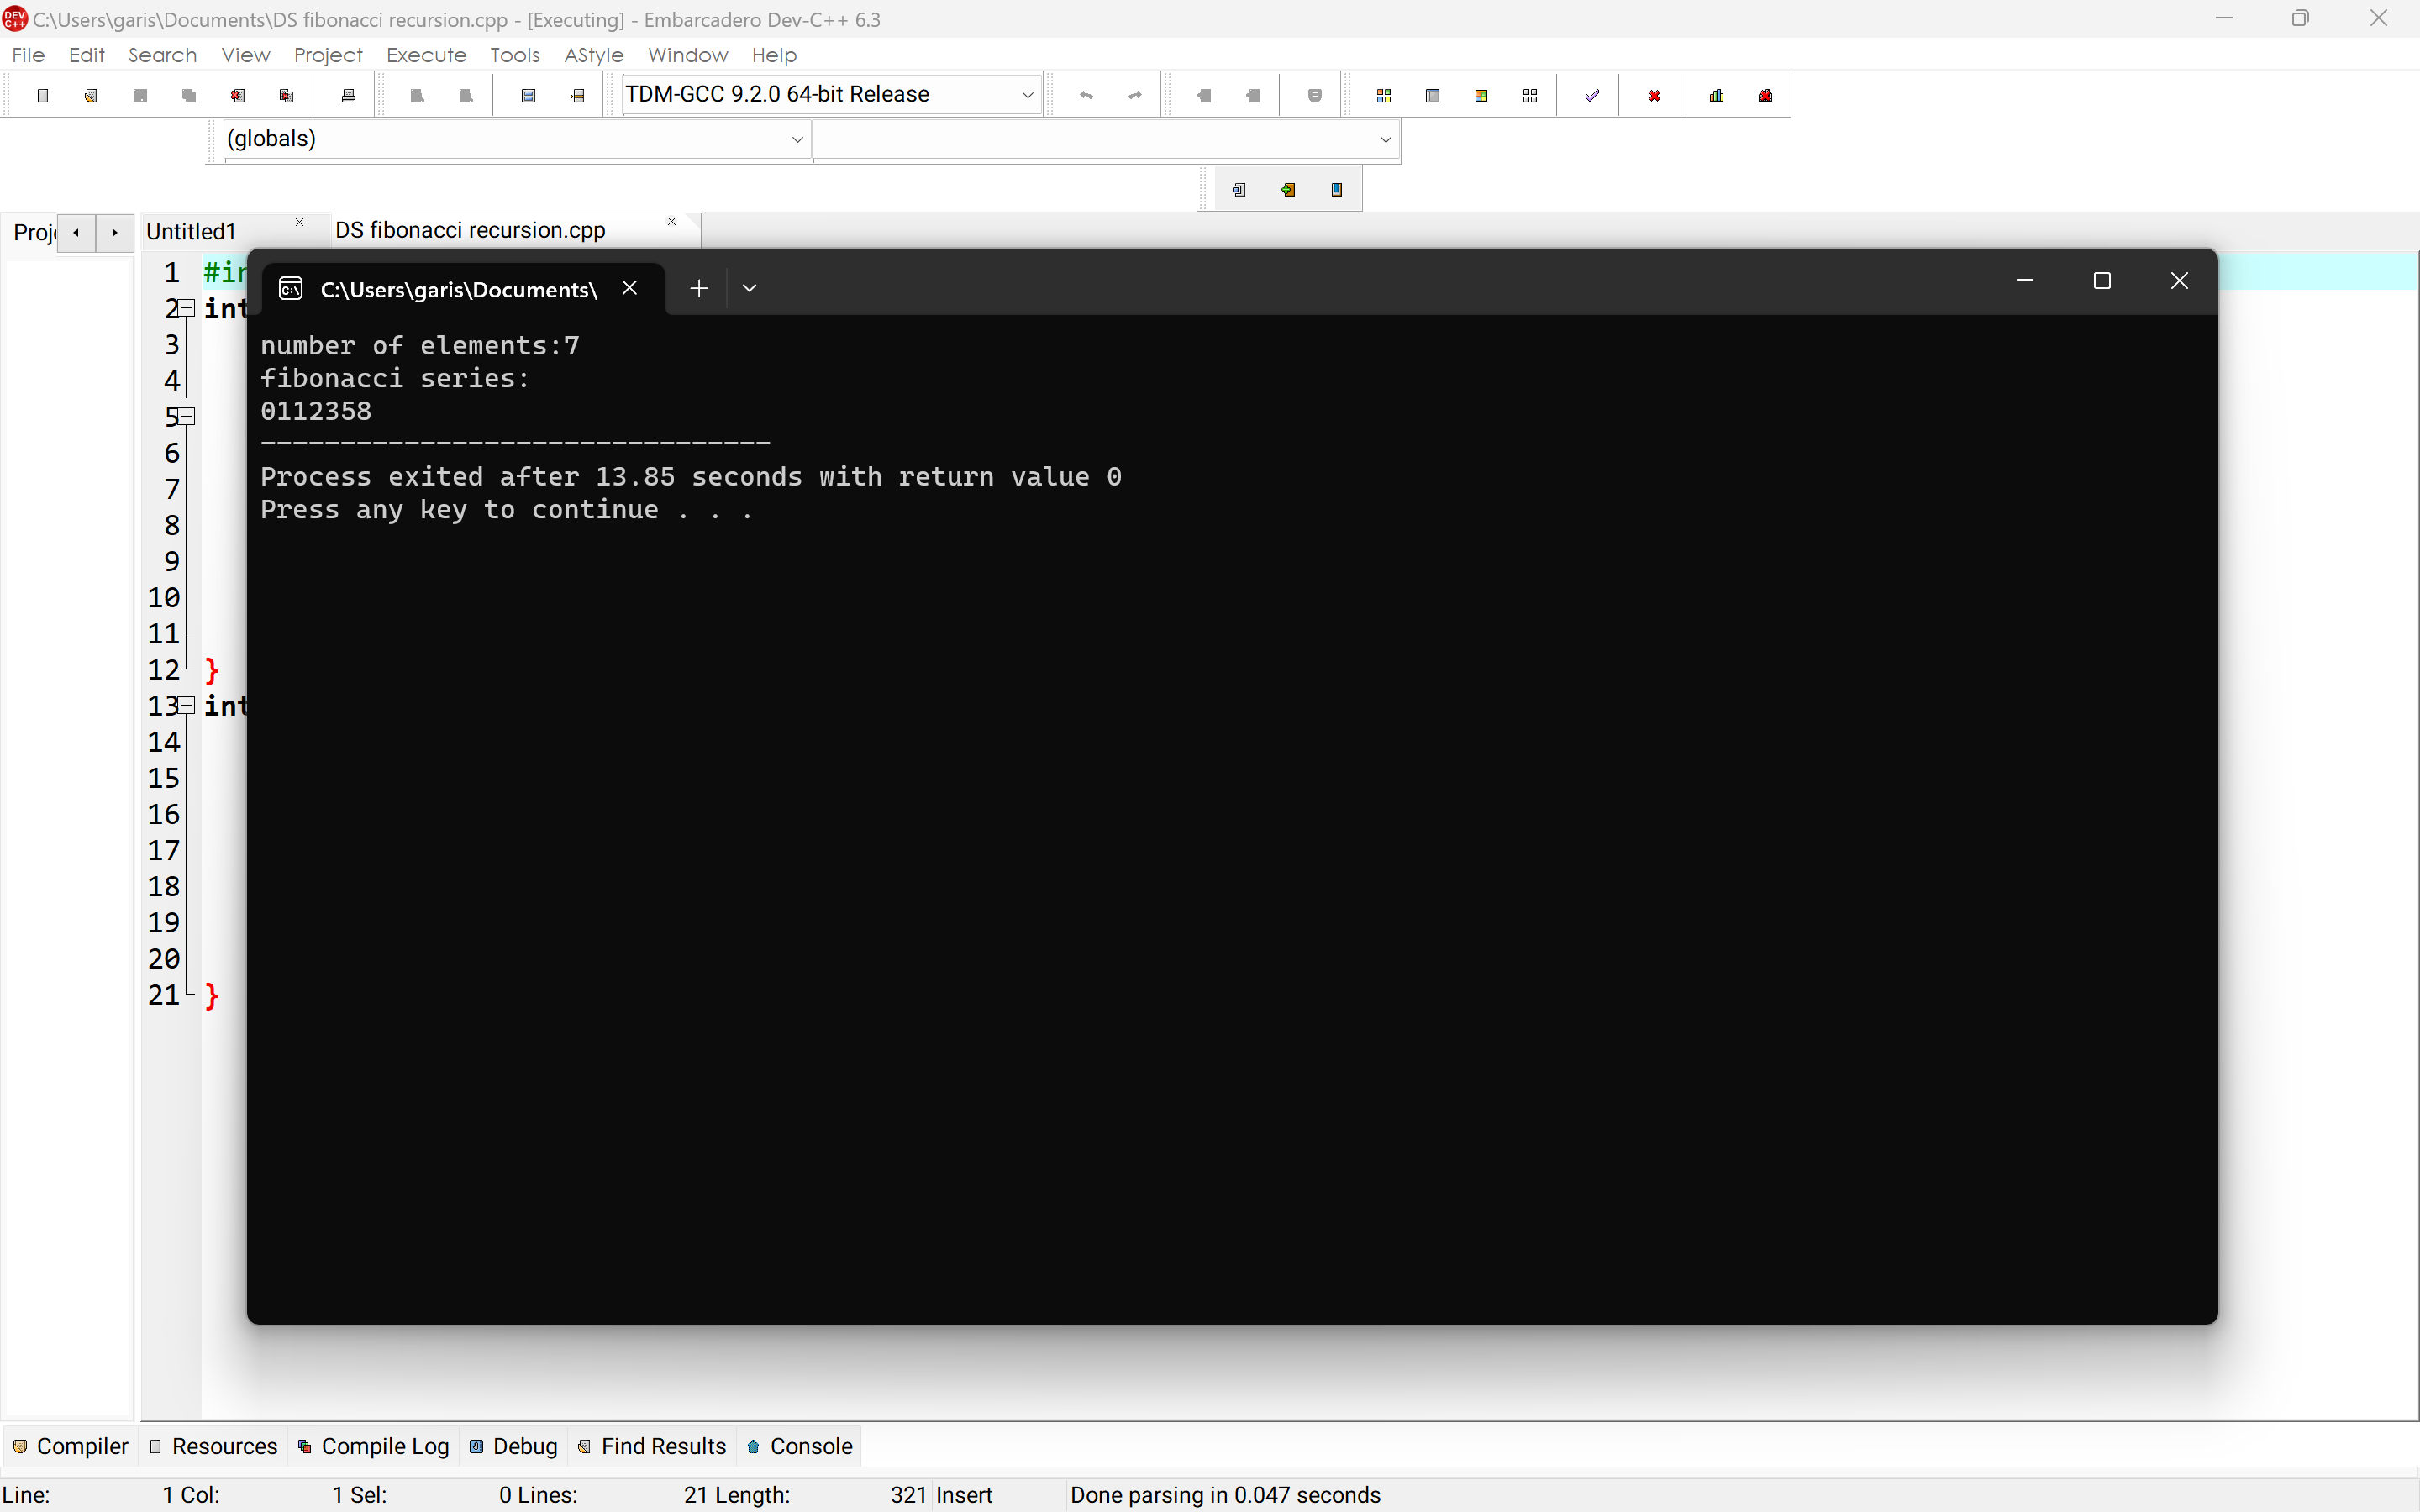 C:\Users\garis\Documents\DS fibonacci recursion.cpp - [Executing] - Embarcadero Dev-C++ 6.3
File Edit Search View Project Execute Tools AStyle Window Help
TDM-GCC 9.2.0 64-bit Release
(globals)
Untitled1 DS fibonacci recursion.cpp
C:\Users\garis\Documents\
number of elements:7
fibonacci series:
0112358
--------------------------------
Process exited after 13.85 seconds with return value 0
Press any key to continue . . .
1
2 int
3
4
5
6
7
8
9
10
11
12 }
13 int
14
15
16
17
18
19
20
21 }
Compiler Resources Compile Log Debug Find Results Console
Line: 1 Col: 1 Sel: 0 Lines: 21 Length: 321 Insert Done parsing in 0.047 seconds